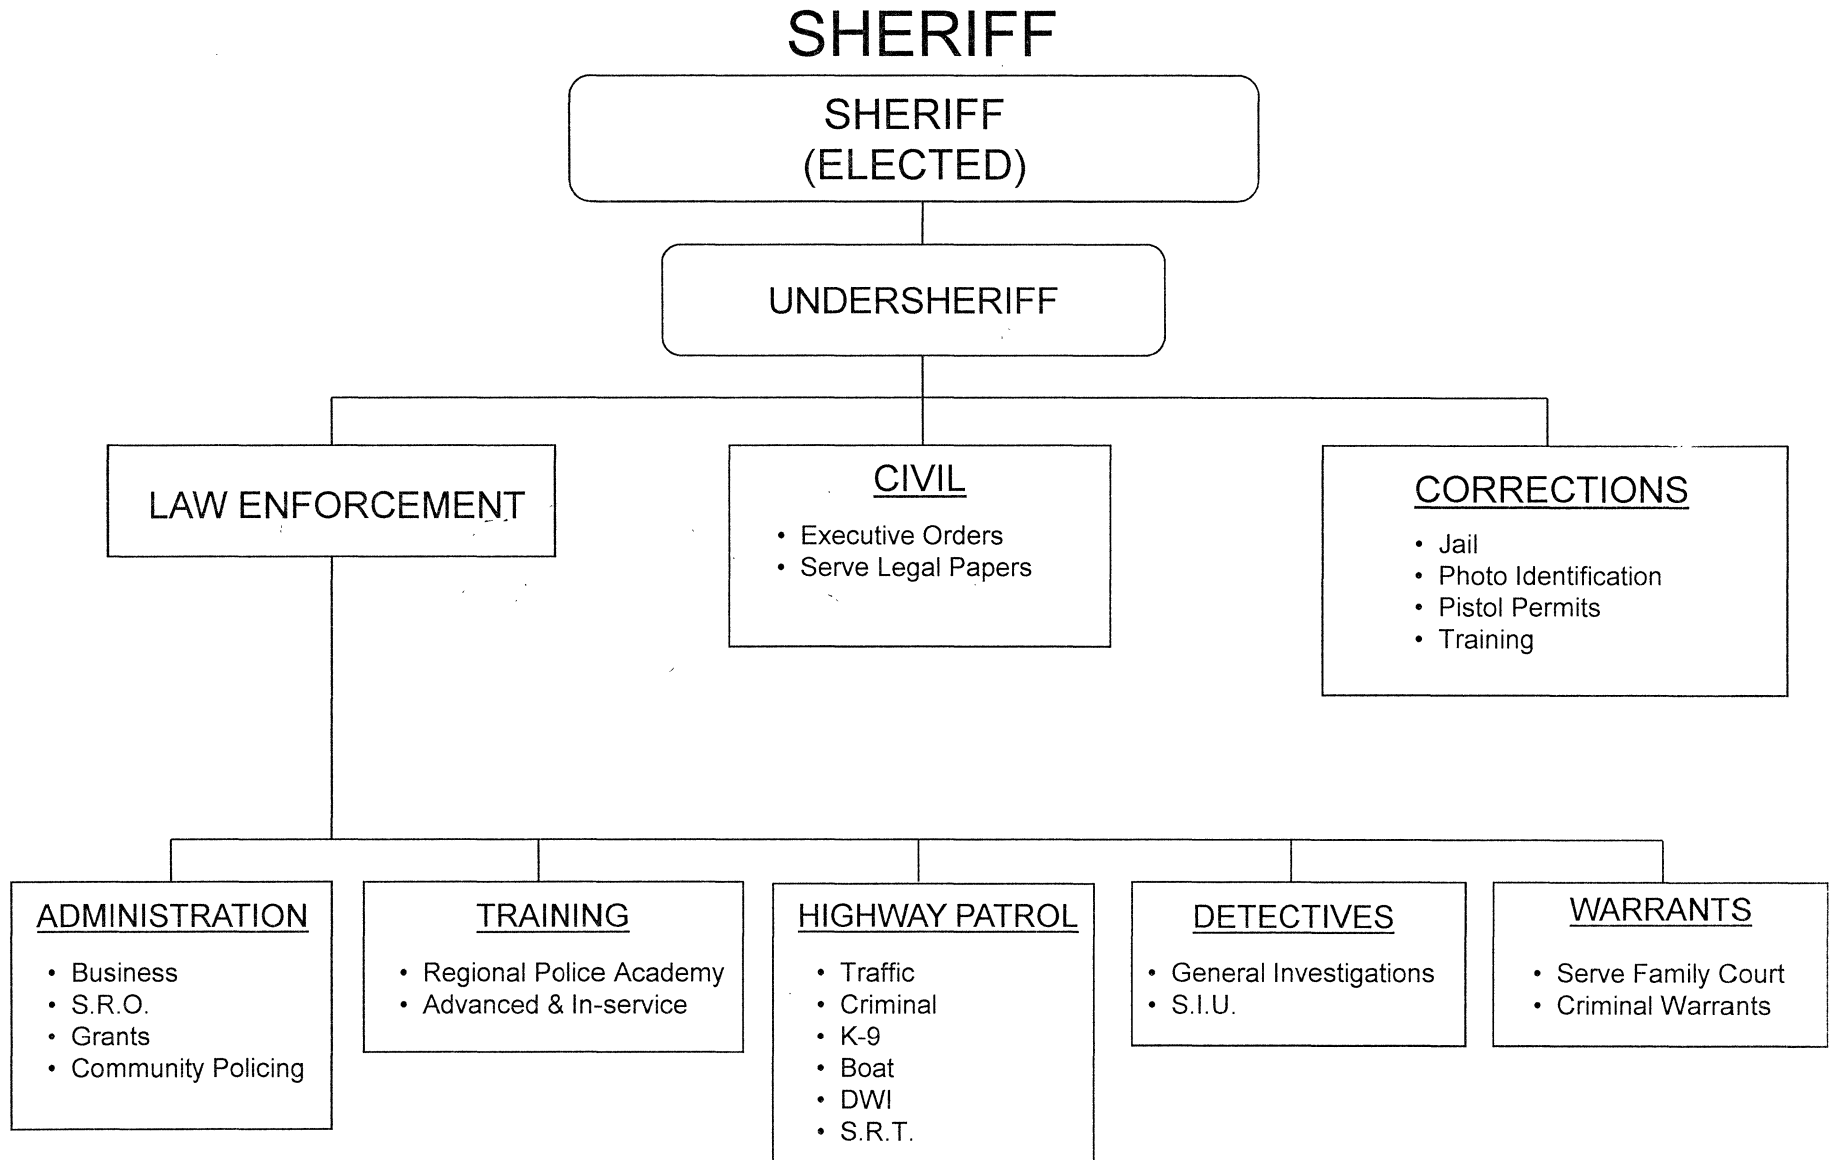 SHERIFF
SHERIFF
(ELECTED)
UNDERSHERIFF
LAW ENFORCEMENT
CIVIL
• Executive Orders
• Serve Legal Papers
CORRECTIONS
• Jail
• Photo Identification
• Pistol Permits
• Training
ADMINISTRATION
• Business
• S.R.O.
• Grants
• Community Policing
TRAINING
• Regional Police Academy
• Advanced & In-service
HIGHWAY PATROL
• Traffic
• Criminal
• K-9
• Boat
• DWI
• S.R.T.
DETECTIVES
• General Investigations
• S.I.U.
WARRANTS
• Serve Family Court
• Criminal Warrants